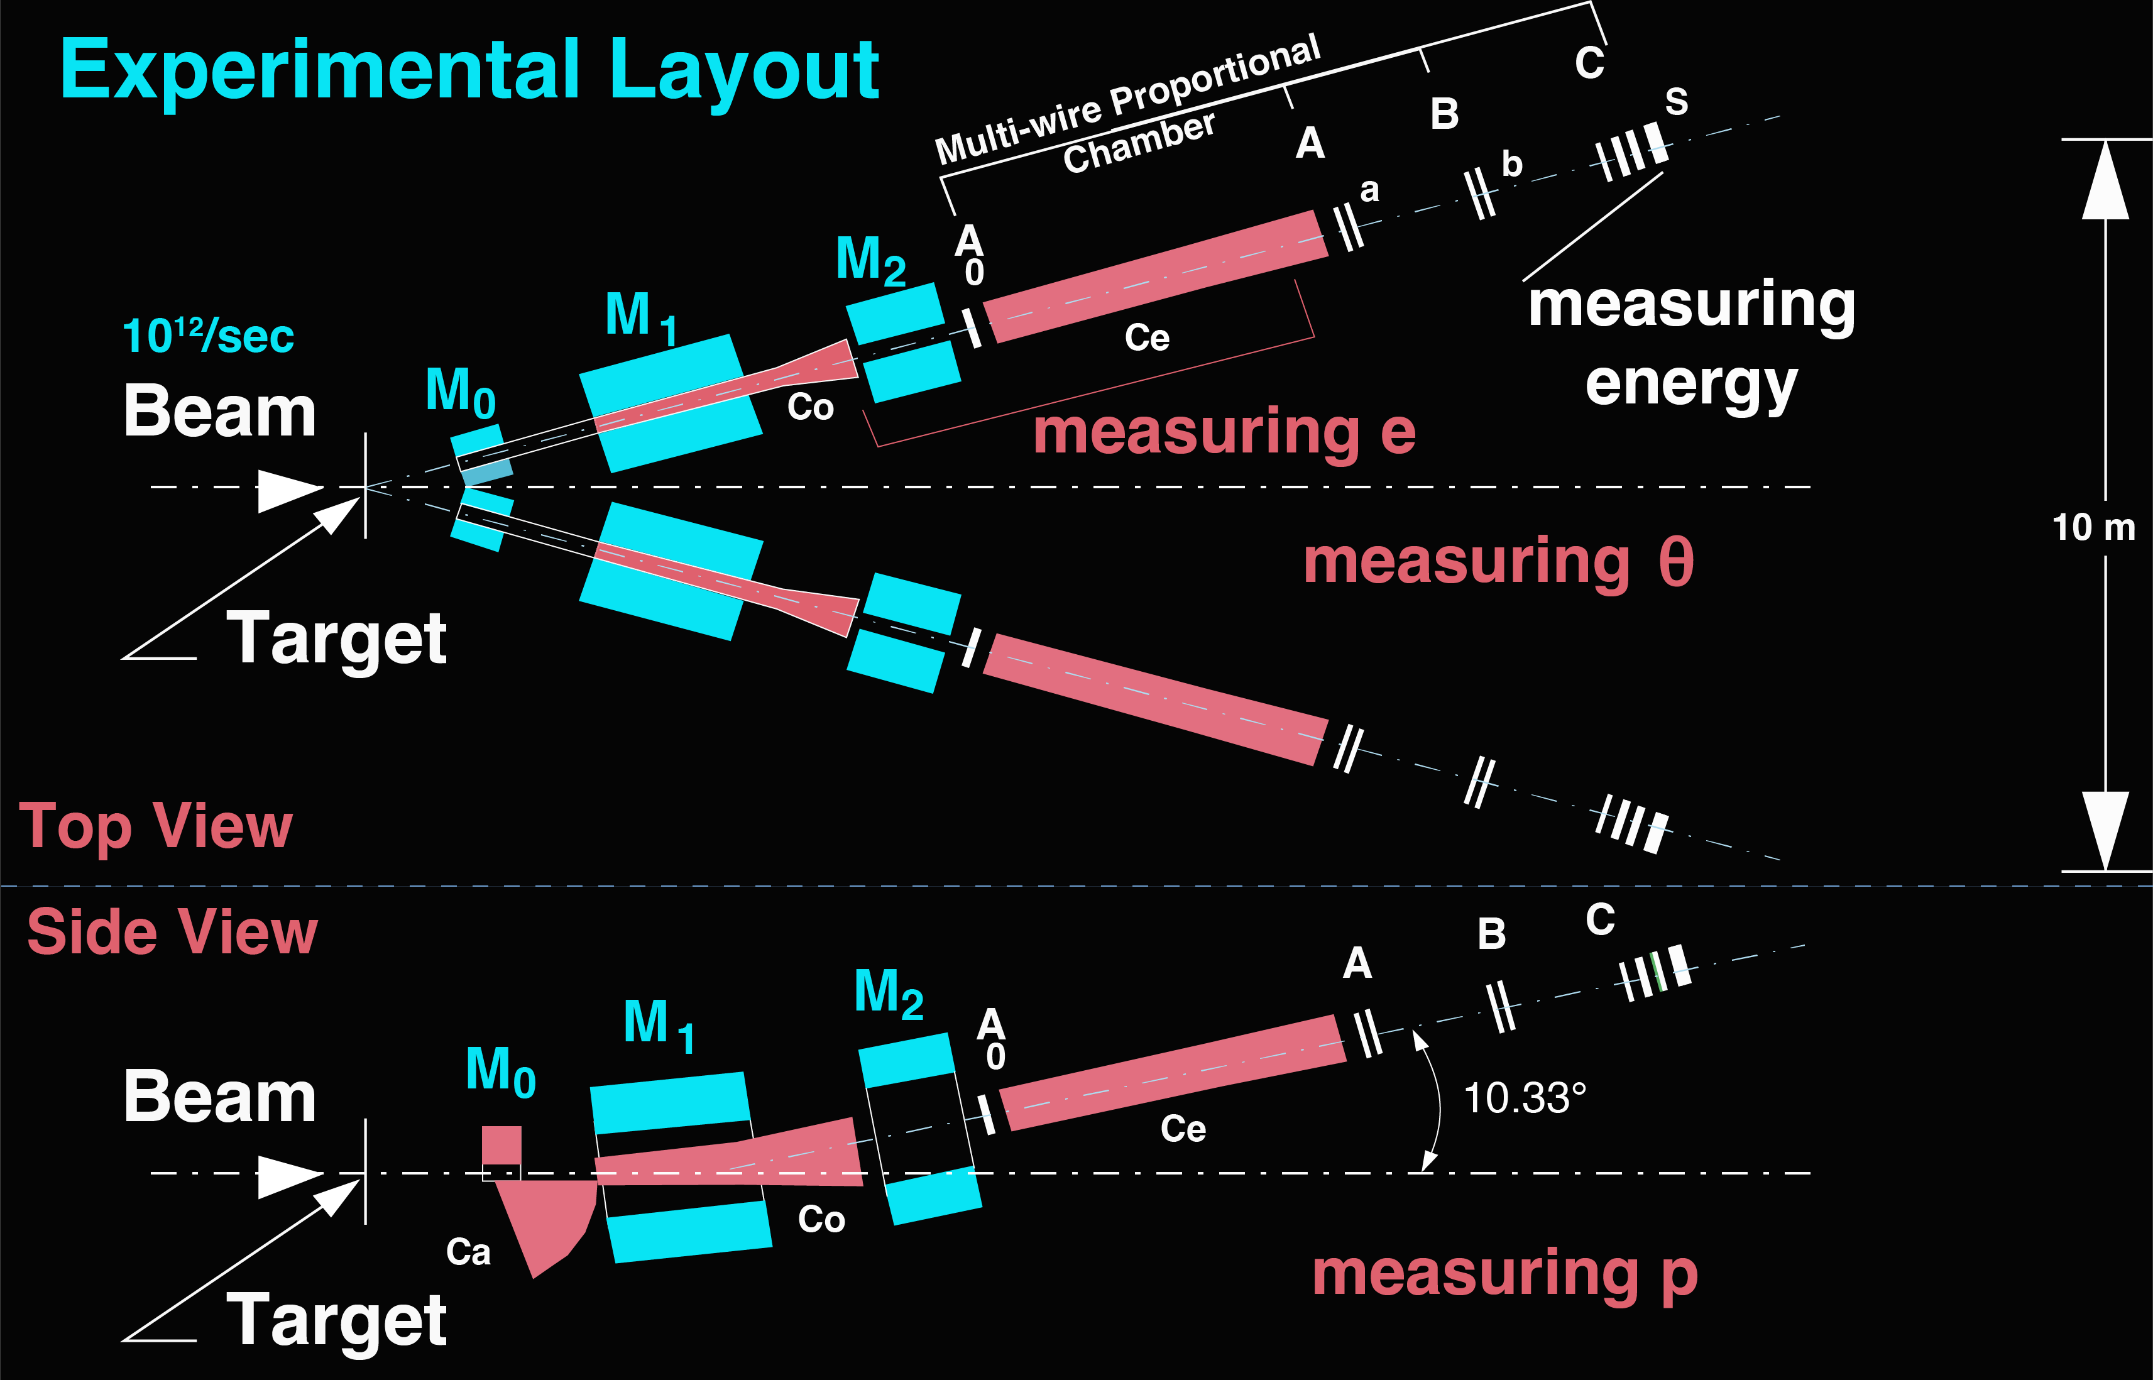 Experimental Layout
Multi-wire Proportional
Chamber
C
B
A
S
b
a
A
0
M2
M1
M0
10¹²/sec
Beam
Co
Ce
measuring
energy
measuring e
10 m
measuring θ
Target
Top View
Side View
C
B
A
A
0
M2
M1
M0
Beam
10.33°
Ce
Co
Ca
measuring p
Target